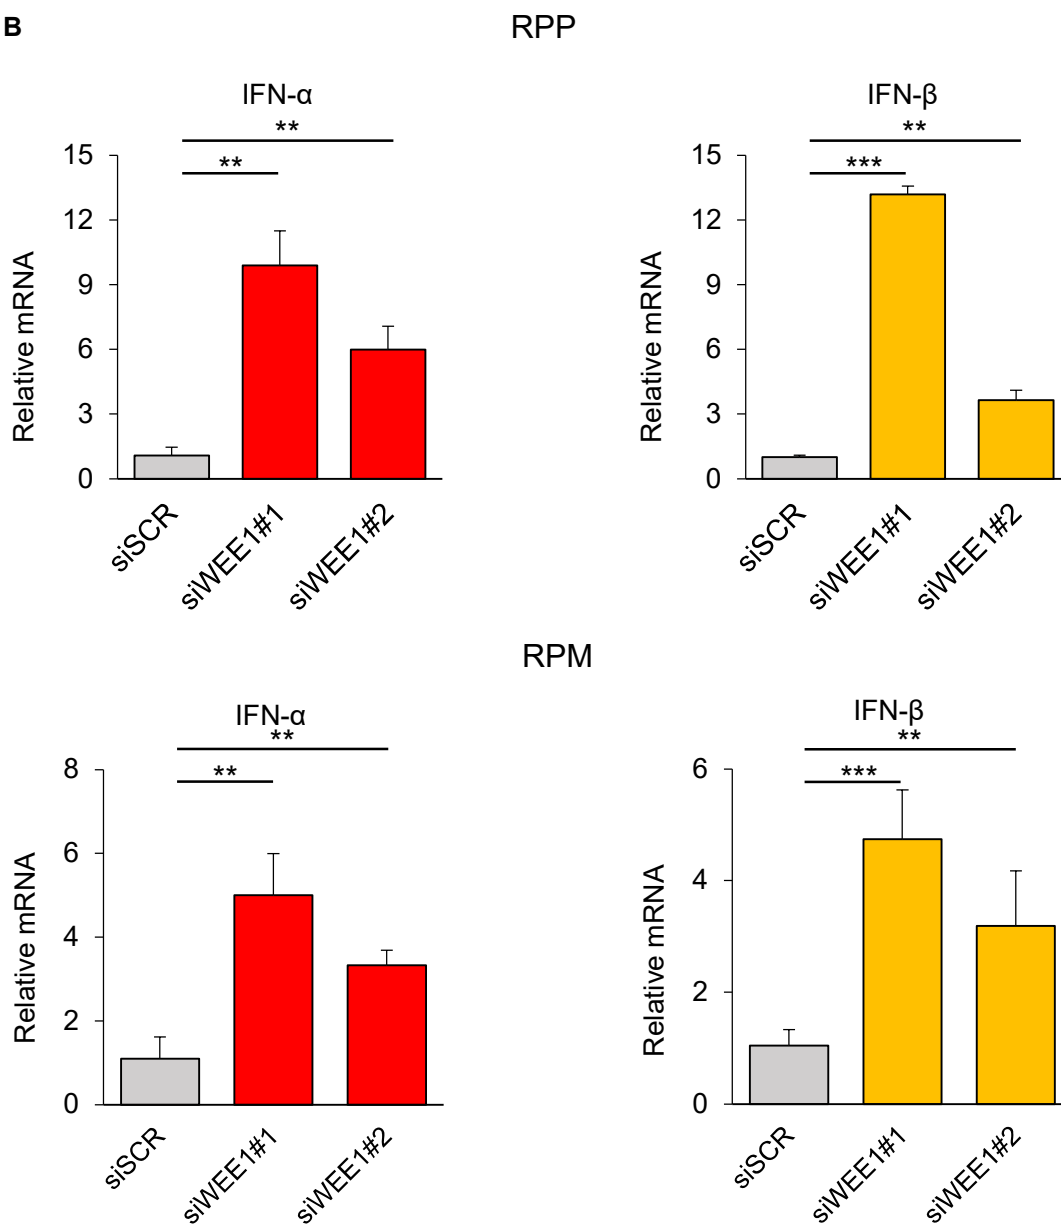 B
RPP
IFN-α
**
**
15
12
9
6
3
0
Relative mRNA
siSCR
siWEE1#1
siWEE1#2
IFN-β
**
***
15
12
9
6
3
0
Relative mRNA
siSCR
siWEE1#1
siWEE1#2
RPM
IFN-α
**
**
8
6
4
2
0
Relative mRNA
siSCR
siWEE1#1
siWEE1#2
IFN-β
**
***
6
4
2
0
Relative mRNA
siSCR
siWEE1#1
siWEE1#2